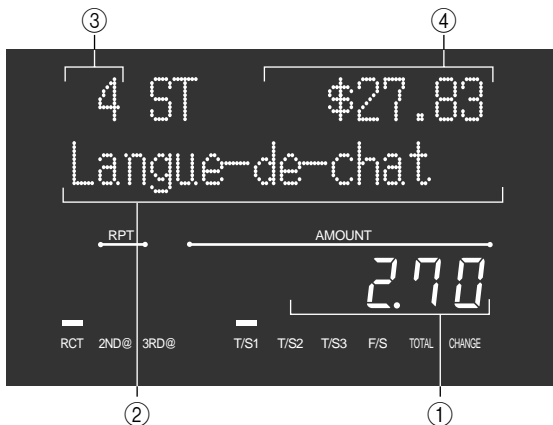 ③ ④
4 ST $27.83
Langue-de-chat
RPT AMOUNT
2.70
RCT 2ND@ 3RD@ T/S1 T/S2 T/S3 F/S TOTAL CHANGE
② ①